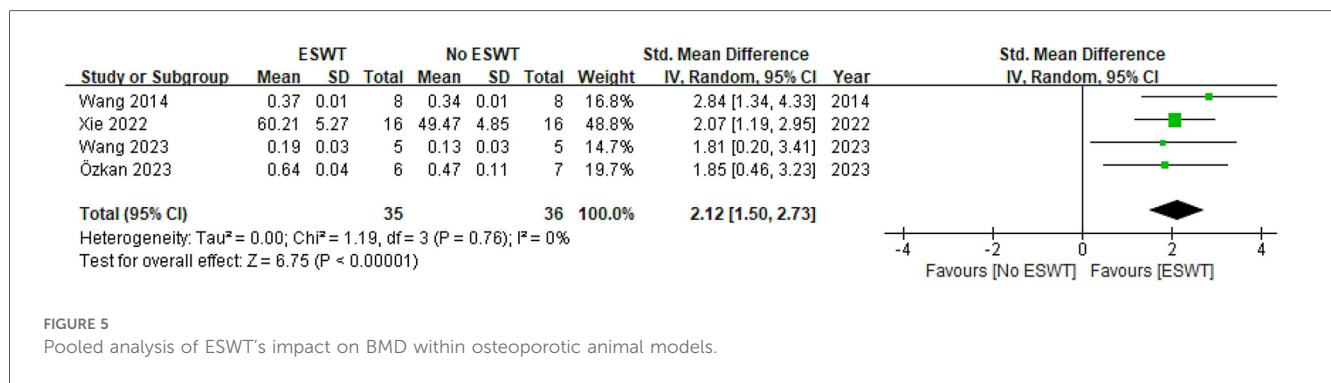 ESWT No ESWT Std. Mean Difference Std. Mean Difference
Study or Subgroup Mean SD Total Mean SD Total Weight IV, Random, 95% CI Year IV, Random, 95% CI
Wang 2014 0.37 0.01 8 0.34 0.01 8 16.8% 2.84 [1.34, 4.33] 2014
Xie 2022 60.21 5.27 16 49.47 4.85 16 48.8% 2.07 [1.19, 2.95] 2022
Wang 2023 0.19 0.03 5 0.13 0.03 5 14.7% 1.81 [0.20, 3.41] 2023
Özkan 2023 0.64 0.04 6 0.47 0.11 7 19.7% 1.85 [0.46, 3.23] 2023
Total (95% CI) 35 36 100.0% 2.12 [1.50, 2.73]
Heterogeneity: Tau² = 0.00; Chi² = 1.19, df = 3 (P = 0.76); I² = 0%
Test for overall effect: Z = 6.75 (P < 0.00001)
-4 -2 0 2 4
Favours [No ESWT] Favours [ESWT]
FIGURE 5
Pooled analysis of ESWT's impact on BMD within osteoporotic animal models.